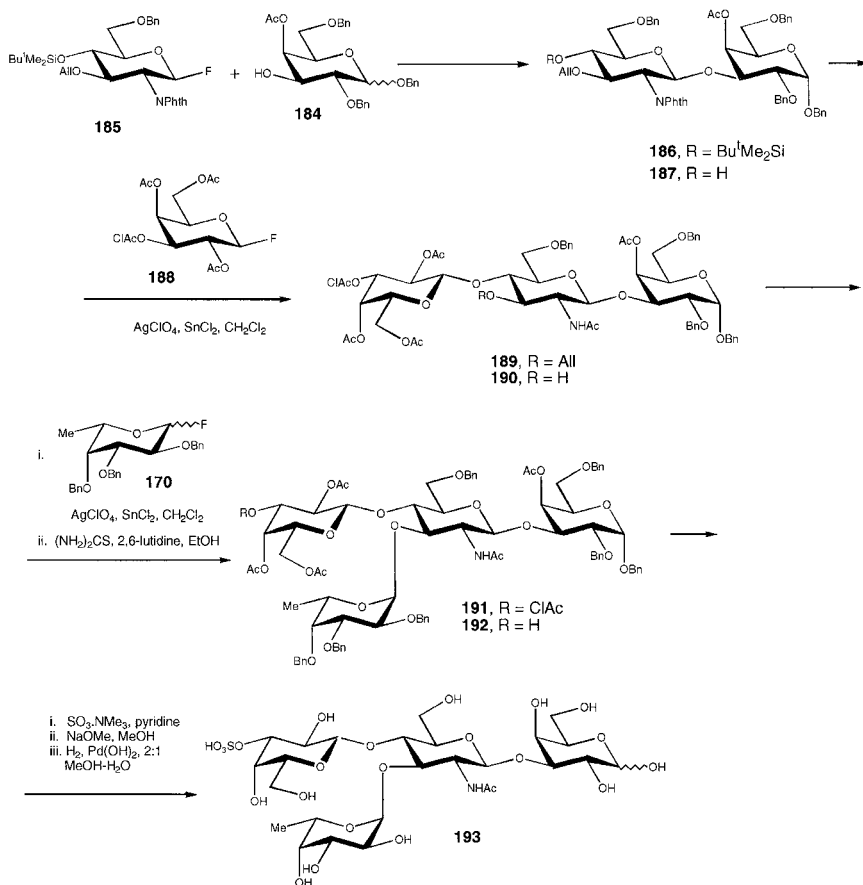 OBn
Bu^tMe₂SiO
AllO
O
F
NPhth
185
+
AcO
OBn
HO
O
OBn
OBn
184
OBn
RO
AllO
O
NPhth
O
AcO
OBn
O
BnO
OBn
186, R = Bu^tMe₂Si
187, R = H
AcO
OAc
O
F
ClAcO
AcO
188
AgClO₄, SnCl₂, CH₂Cl₂
OAc
ClAcO
O
O
OAc
OAc
OBn
O
RO
NHAc
O
AcO
OBn
O
BnO
OBn
189, R = All
190, R = H
i.
Me
O
F
OBn
OBn
BnO
170
AgClO₄, SnCl₂, CH₂Cl₂
ii. (NH₂)₂CS, 2,6-lutidine, EtOH
OAc
RO
O
O
AcO
OAc
OBn
O
O
NHAc
O
AcO
OBn
O
BnO
OBn
Me
O
OBn
OBn
BnO
191, R = ClAc
192, R = H
i. SO₃.NMe₃, pyridine
ii. NaOMe, MeOH
iii. H₂, Pd(OH)₂, 2:1
MeOH-H₂O
OH
HO₃SO
O
O
OH
OH
OH
O
O
NHAc
O
OH
OH
O
OH
OH
Me
O
OH
HO
OH
193